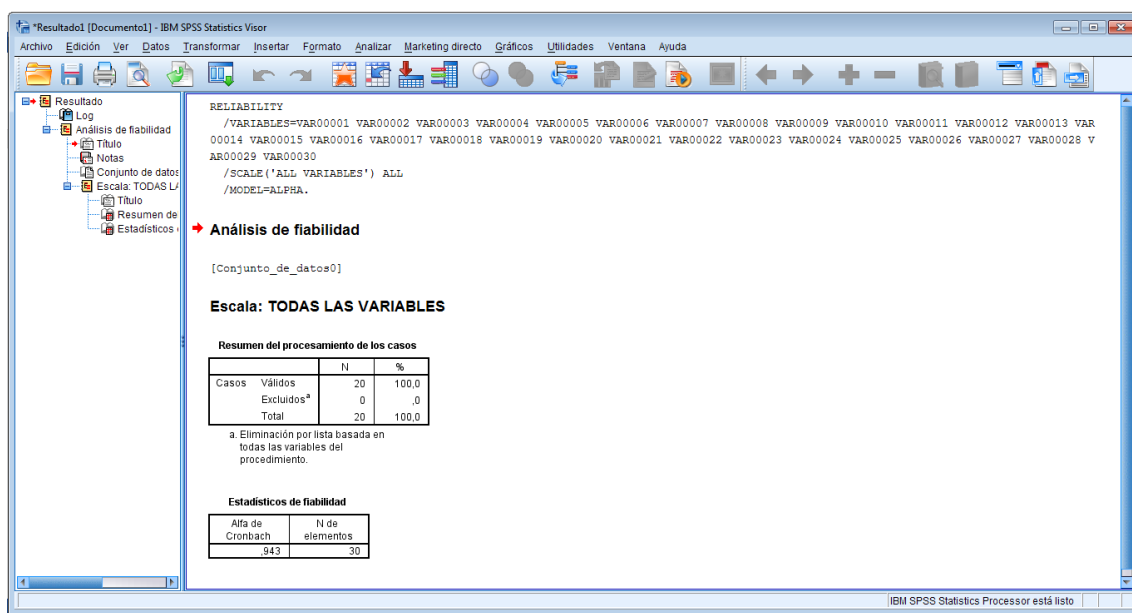 *Resultado1 [Documento1] - IBM SPSS Statistics Visor
Archivo Edición Ver Datos Transformar Insertar Formato Analizar Marketing directo Gráficos Utilidades Ventana Ayuda
Resultado
Log
Análisis de fiabilidad
Título
Notas
Conjunto de datos
Escala: TODAS LA
Título
Resumen de
Estadísticos
RELIABILITY
/VARIABLES=VAR00001 VAR00002 VAR00003 VAR00004 VAR00005 VAR00006 VAR00007 VAR00008 VAR00009 VAR00010 VAR00011 VAR00012 VAR00013 VAR
00014 VAR00015 VAR00016 VAR00017 VAR00018 VAR00019 VAR00020 VAR00021 VAR00022 VAR00023 VAR00024 VAR00025 VAR00026 VAR00027 VAR00028 V
AR00029 VAR00030
/SCALE('ALL VARIABLES') ALL
/MODEL=ALPHA.
Análisis de fiabilidad
[Conjunto_de_datos0]
Escala: TODAS LAS VARIABLES
Resumen del procesamiento de los casos
N %
Casos Válidos 20 100,0
Excluidosª 0 ,0
Total 20 100,0
a. Eliminación por lista basada en
todas las variables del
procedimiento.
Estadísticos de fiabilidad
Alfa de Cronbach N de elementos
,943 30
IBM SPSS Statistics Processor está listo